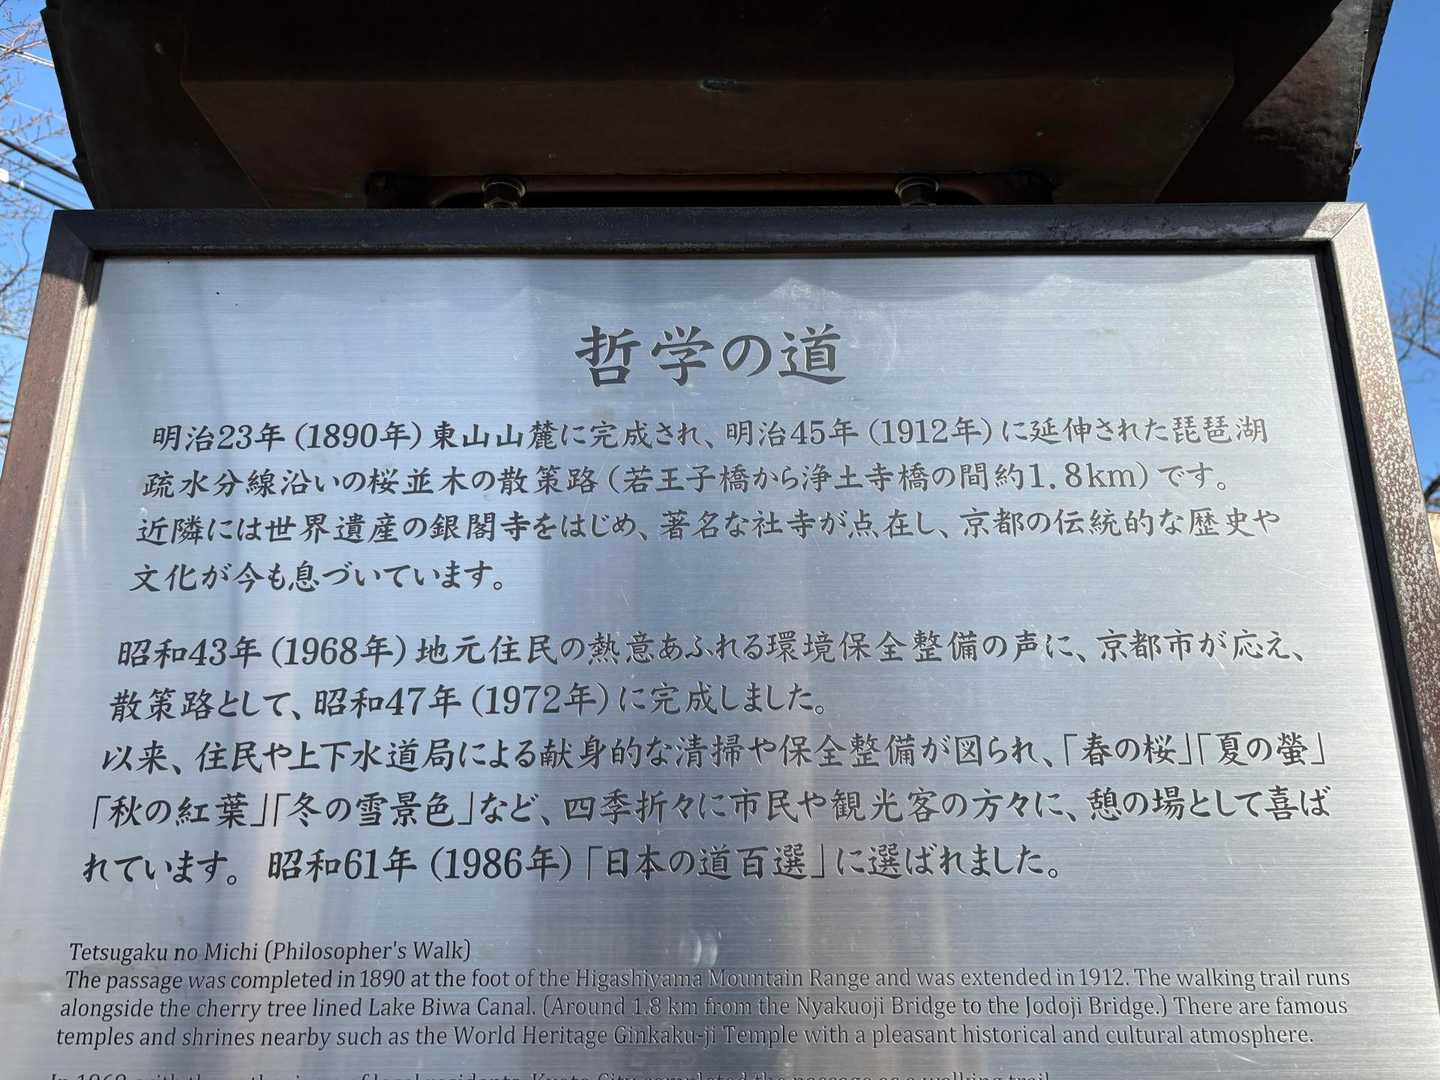 哲学の道
明治23年(1890年)東山山麓に完成され、明治45年(1912年)に延伸された琵琶湖
疏水分線沿いの桜並木の散策路(若王子橋から浄土寺橋の間約1.8km)です。
近隣には世界遺産の銀閣寺をはじめ、著名な社寺が点在し、京都の伝統的な歴史や
文化が今も息づいています。
昭和43年(1968年)地元住民の熱意あふれる環境保全整備の声に、京都市が応え、
散策路として、昭和47年(1972年)に完成しました。
以来、住民や上下水道局による献身的な清掃や保全整備が図られ、「春の桜」「夏の螢」
「秋の紅葉」「冬の雪景色」など、四季折々に市民や観光客の方々に、憩の場として喜ば
れています。昭和61年(1986年)「日本の道百選」に選ばれました。
Tetsugaku no Michi (Philosopher's Walk)
The passage was completed in 1890 at the foot of the Higashiyama Mountain Range and was extended in 1912. The walking trail runs
alongside the cherry tree lined Lake Biwa Canal. (Around 1.8 km from the Nyakuoji Bridge to the Jodoji Bridge.) There are famous
temples and shrines nearby such as the World Heritage Ginkaku-ji Temple with a pleasant historical and cultural atmosphere.